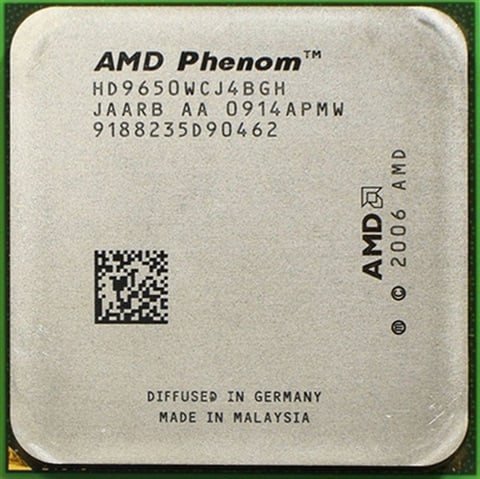 AMD Phenom™
HD9650WCJ4BGH
JAARB AA 0914APMW
9188235D90462
AMD
© 2006 AMD
DIFFUSED IN GERMANY
MADE IN MALAYSIA